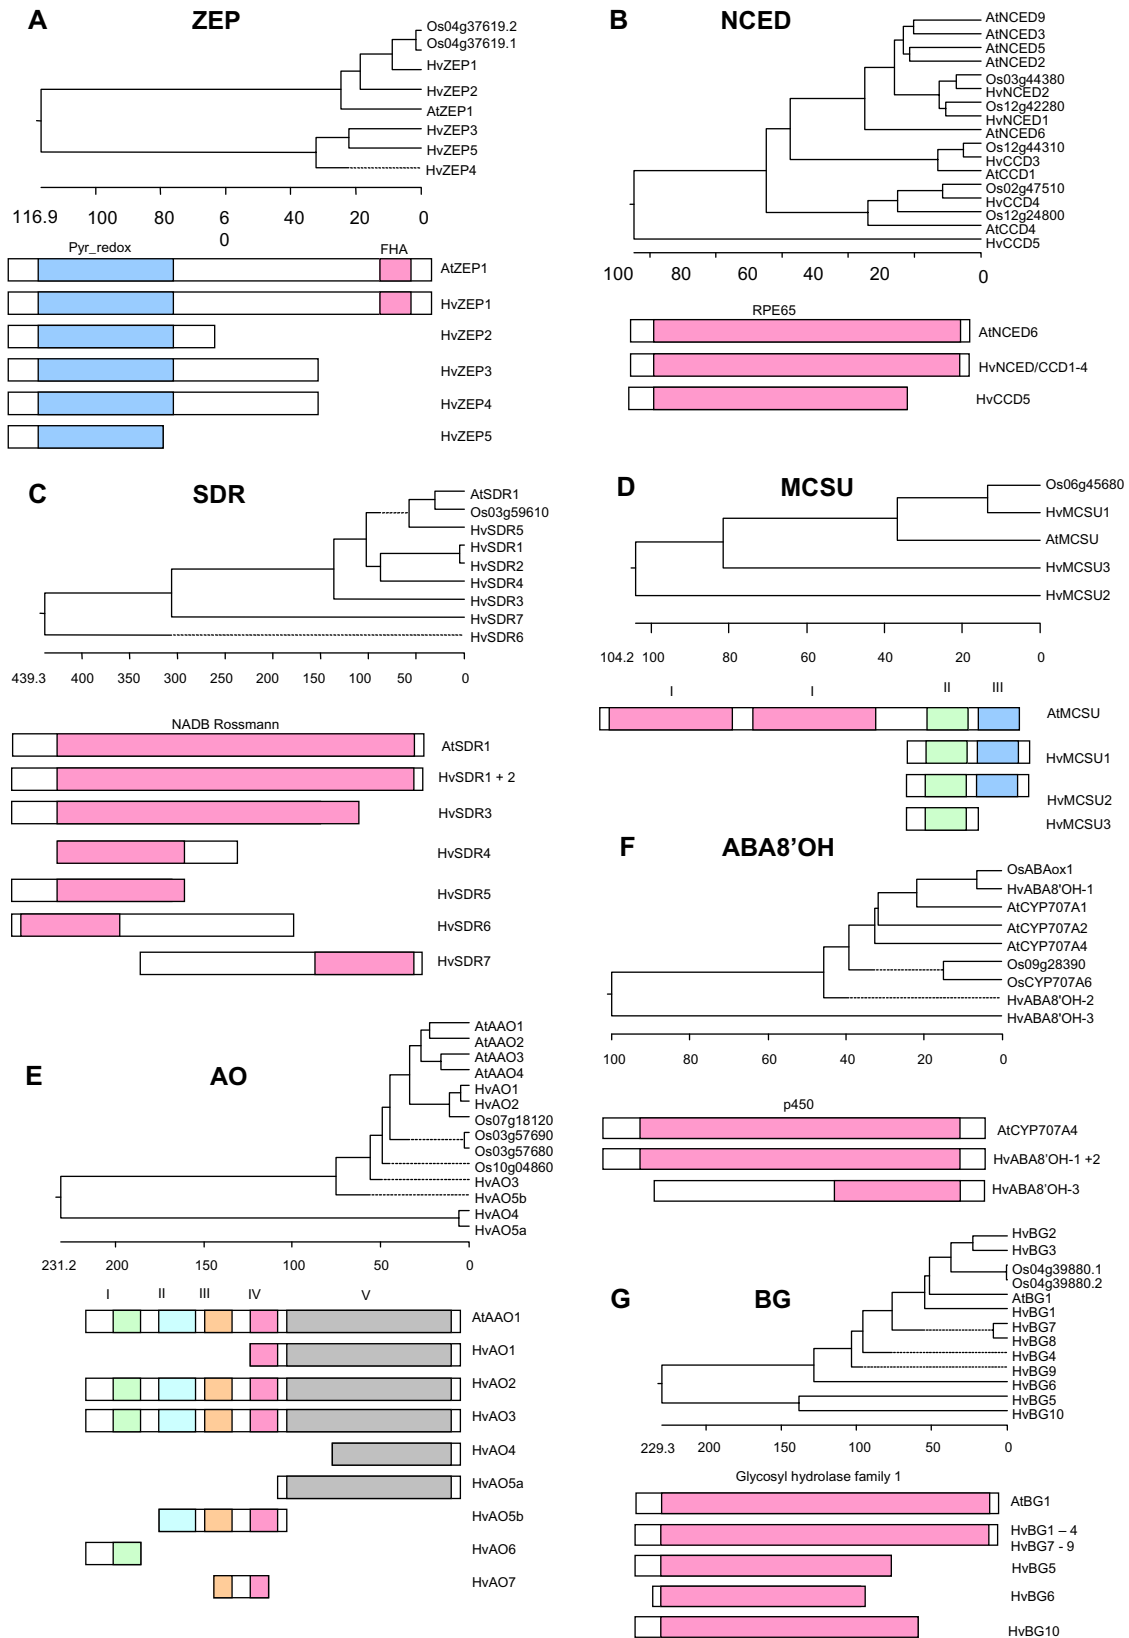 A
ZEP
Os04g37619.2
Os04g37619.1
HvZEP1
HvZEP2
AtZEP1
HvZEP3
HvZEP5
HvZEP4
116.9 100 80 60 40 20 0
Pyr_redox FHA
AtZEP1
HvZEP1
HvZEP2
HvZEP3
HvZEP4
HvZEP5
B
NCED
AtNCED9
AtNCED3
AtNCED5
AtNCED2
Os03g44380
HvNCED2
Os12g42280
HvNCED1
AtNCED6
Os12g44310
HvCCD3
AtCCD1
Os02g47510
HvCCD4
Os12g24800
AtCCD4
HvCCD5
100 80 60 40 20 0
RPE65
AtNCED6
HvNCED/CCD1-4
HvCCD5
C
SDR
AtSDR1
Os03g59610
HvSDR5
HvSDR1
HvSDR2
HvSDR4
HvSDR3
HvSDR7
HvSDR6
439.3 400 350 300 250 200 150 100 50 0
NADB Rossmann
AtSDR1
HvSDR1 + 2
HvSDR3
HvSDR4
HvSDR5
HvSDR6
HvSDR7
D
MCSU
Os06g45680
HvMCSU1
AtMCSU
HvMCSU3
HvMCSU2
104.2 100 80 60 40 20 0
I I II III
AtMCSU
HvMCSU1
HvMCSU2
HvMCSU3
E
AO
AtAAO1
AtAAO2
AtAAO3
AtAAO4
HvAO1
HvAO2
Os07g18120
Os03g57690
Os03g57680
Os10g04860
HvAO3
HvAO5b
HvAO4
HvAO5a
231.2 200 150 100 50 0
I II III IV V
AtAAO1
HvAO1
HvAO2
HvAO3
HvAO4
HvAO5a
HvAO5b
HvAO6
HvAO7
F
ABA8’OH
OsABAox1
HvABA8'OH-1
AtCYP707A1
AtCYP707A2
AtCYP707A4
Os09g28390
OsCYP707A6
HvABA8'OH-2
HvABA8'OH-3
100 80 60 40 20 0
p450
AtCYP707A4
HvABA8’OH-1 +2
HvABA8’OH-3
G
BG
HvBG2
HvBG3
Os04g39880.1
Os04g39880.2
AtBG1
HvBG1
HvBG7
HvBG8
HvBG4
HvBG9
HvBG6
HvBG5
HvBG10
229.3 200 150 100 50 0
Glycosyl hydrolase family 1
AtBG1
HvBG1 – 4
HvBG7 - 9
HvBG5
HvBG6
HvBG10